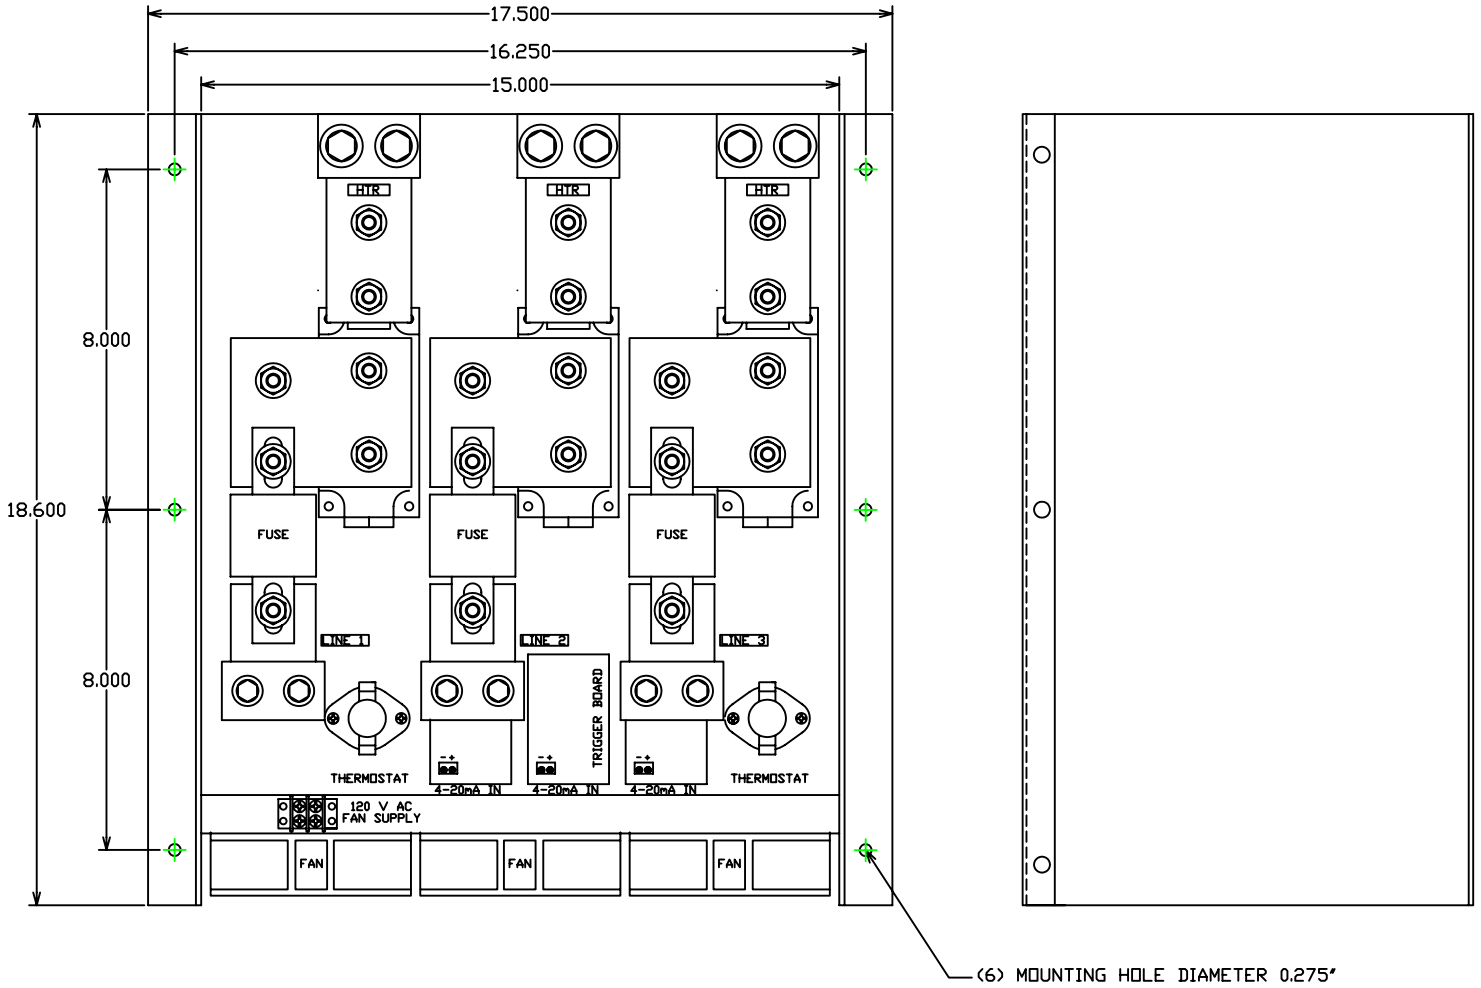 17.500
16.250
15.000
HTR
HTR
HTR
8.000
18.600
FUSE
FUSE
FUSE
LINE 1
LINE 2
LINE 3
8.000
TRIGGER BOARD
- +
- +
- +
THERMOSTAT
THERMOSTAT
4-20mA IN
4-20mA IN
4-20mA IN
120 V AC
FAN SUPPLY
FAN
FAN
FAN
(6) MOUNTING HOLE DIAMETER 0.275"